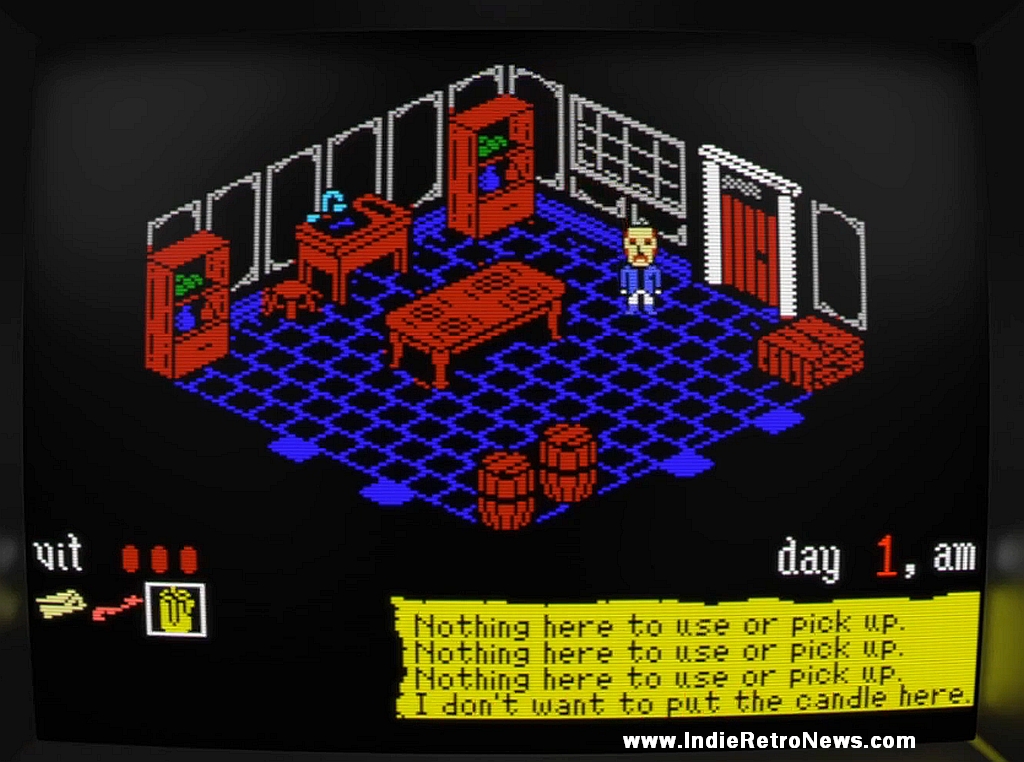 vit
day 1, am
Nothing here to use or pick up.
Nothing here to use or pick up.
Nothing here to use or pick up.
I don't want to put the candle here.
www.IndieRetroNews.com